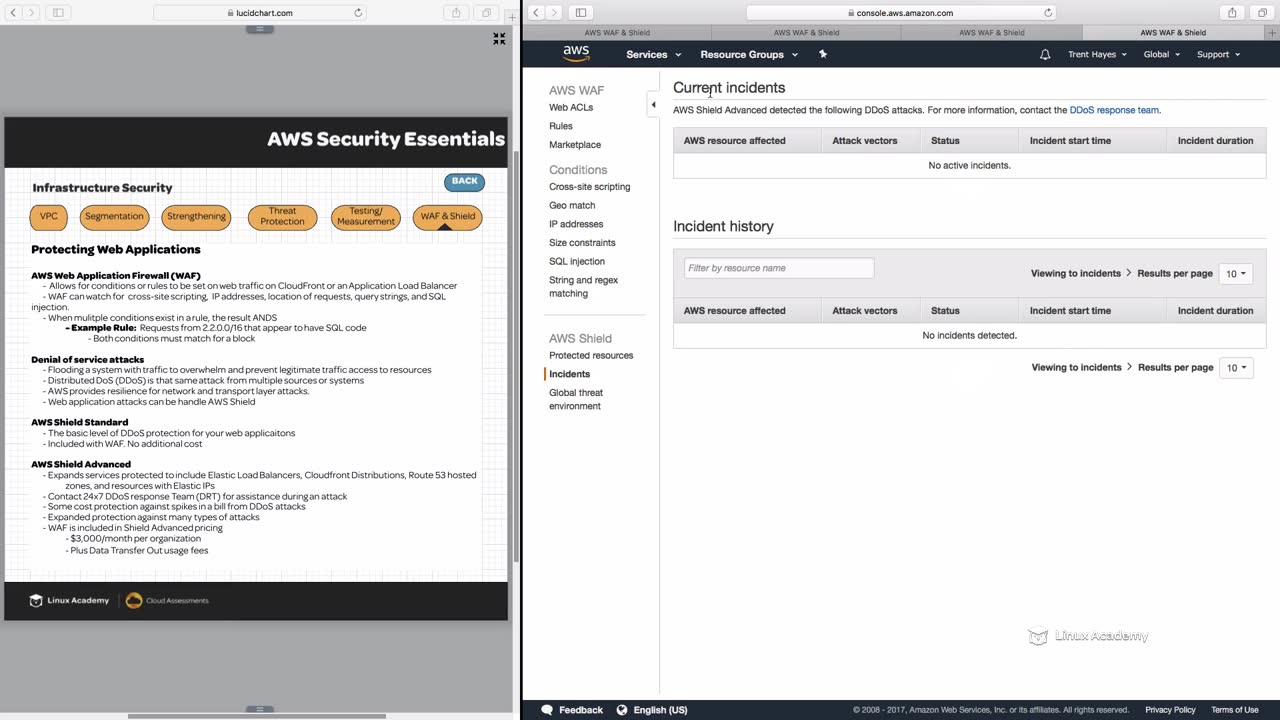 lucidchart.com
console.aws.amazon.com
AWS WAF & Shield
AWS WAF & Shield
AWS WAF & Shield
AWS WAF & Shield
aws
Services
Resource Groups
Trent Hayes
Global
Support
AWS Security Essentials
Infrastructure Security
BACK
VPC
Segmentation
Strengthening
Threat
Protection
Testing/
Measurement
WAF & Shield
Protecting Web Applications
AWS Web Application Firewall (WAF)
- Allows for conditions or rules to be set on web traffic on CloudFront or an Application Load Balancer
- WAF can watch for cross-site scripting, IP addresses, location of requests, query strings, and SQL
injection.
- When mulitple conditions exist in a rule, the result ANDS
- Example Rule: Requests from 2.2.0.0/16 that appear to have SQL code
- Both conditions must match for a block
Denial of service attacks
- Flooding a system with traffic to overwhelm and prevent legitimate traffic access to resources
- Distributed DoS (DDoS) is that same attack from multiple sources or systems
- AWS provides resilience for network and transport layer attacks.
- Web application attacks can be handle AWS Shield
AWS Shield Standard
- The basic level of DDoS protection for your web applicaitons
- Included with WAF. No additional cost
AWS Shield Advanced
- Expands services protected to include Elastic Load Balancers, Cloudfront Distributions, Route 53 hosted
zones, and resources with Elastic IPs
- Contact 24x7 DDoS response Team (DRT) for assistance during an attack
- Some cost protection against spikes in a bill from DDoS attacks
- Expanded protection against many types of attacks
- WAF is included in Shield Advanced pricing
- $3,000/month per organization
- Plus Data Transfer Out usage fees
Linux Academy
Cloud Assessments
AWS WAF
Web ACLs
Rules
Marketplace
Conditions
Cross-site scripting
Geo match
IP addresses
Size constraints
SQL injection
String and regex
matching
AWS Shield
Protected resources
Incidents
Global threat
environment
Current incidents
AWS Shield Advanced detected the following DDoS attacks. For more information, contact the DDoS response team.
AWS resource affected
Attack vectors
Status
Incident start time
Incident duration
No active incidents.
Incident history
Filter by resource name
Viewing to incidents
Results per page
10
AWS resource affected
Attack vectors
Status
Incident start time
Incident duration
No incidents detected.
Viewing to incidents
Results per page
10
Linux Academy
Feedback
English (US)
© 2008 - 2017, Amazon Web Services, Inc. or its affiliates. All rights reserved.
Privacy Policy
Terms of Use